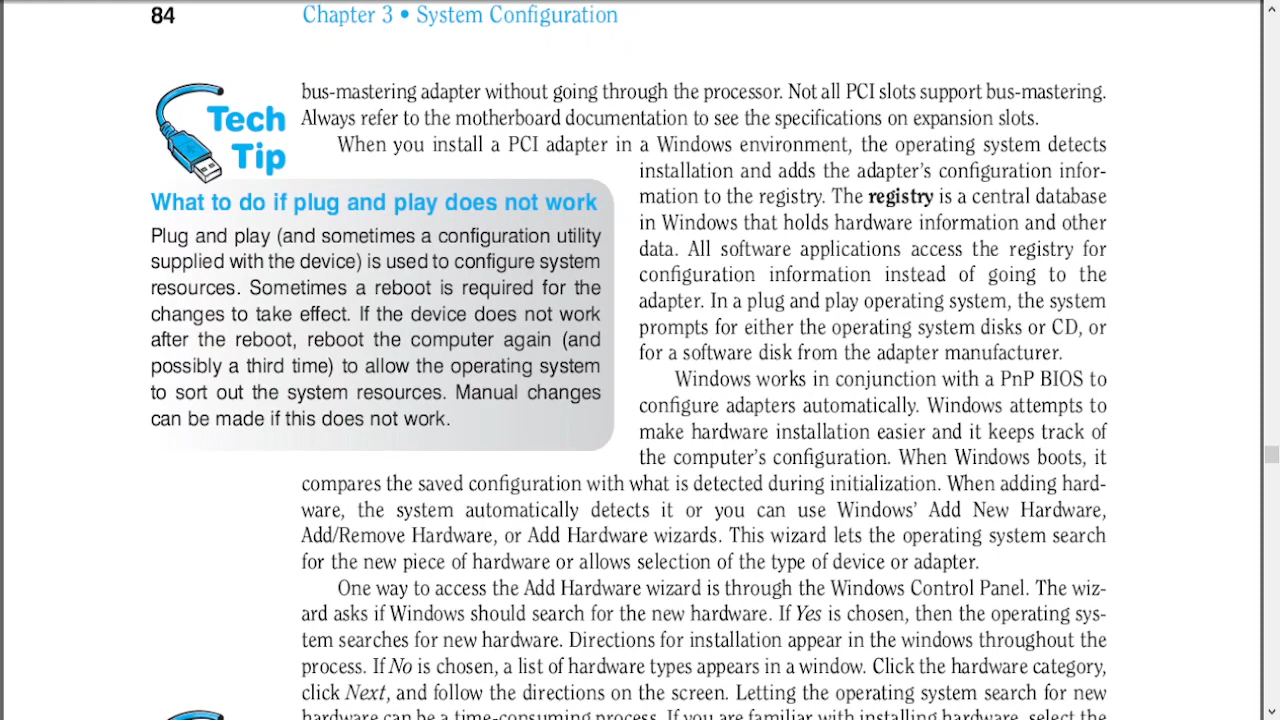 84
Chapter 3 • System Configuration
bus-mastering adapter without going through the processor. Not all PCI slots support bus-mastering.
Always refer to the motherboard documentation to see the specifications on expansion slots.
When you install a PCI adapter in a Windows environment, the operating system detects
installation and adds the adapter's configuration infor-
mation to the registry. The registry is a central database
in Windows that holds hardware information and other
data. All software applications access the registry for
configuration information instead of going to the
adapter. In a plug and play operating system, the system
prompts for either the operating system disks or CD, or
for a software disk from the adapter manufacturer.
Windows works in conjunction with a PnP BIOS to
configure adapters automatically. Windows attempts to
make hardware installation easier and it keeps track of
the computer's configuration. When Windows boots, it
compares the saved configuration with what is detected during initialization. When adding hard-
ware, the system automatically detects it or you can use Windows' Add New Hardware,
Add/Remove Hardware, or Add Hardware wizards. This wizard lets the operating system search
for the new piece of hardware or allows selection of the type of device or adapter.
One way to access the Add Hardware wizard is through the Windows Control Panel. The wiz-
ard asks if Windows should search for the new hardware. If Yes is chosen, then the operating sys-
tem searches for new hardware. Directions for installation appear in the windows throughout the
process. If No is chosen, a list of hardware types appears in a window. Click the hardware category,
click Next, and follow the directions on the screen. Letting the operating system search for new
hardware can be a time-consuming process. If you are familiar with installing hardware, select the
Tech
Tip
What to do if plug and play does not work
Plug and play (and sometimes a configuration utility
supplied with the device) is used to configure system
resources. Sometimes a reboot is required for the
changes to take effect. If the device does not work
after the reboot, reboot the computer again (and
possibly a third time) to allow the operating system
to sort out the system resources. Manual changes
can be made if this does not work.